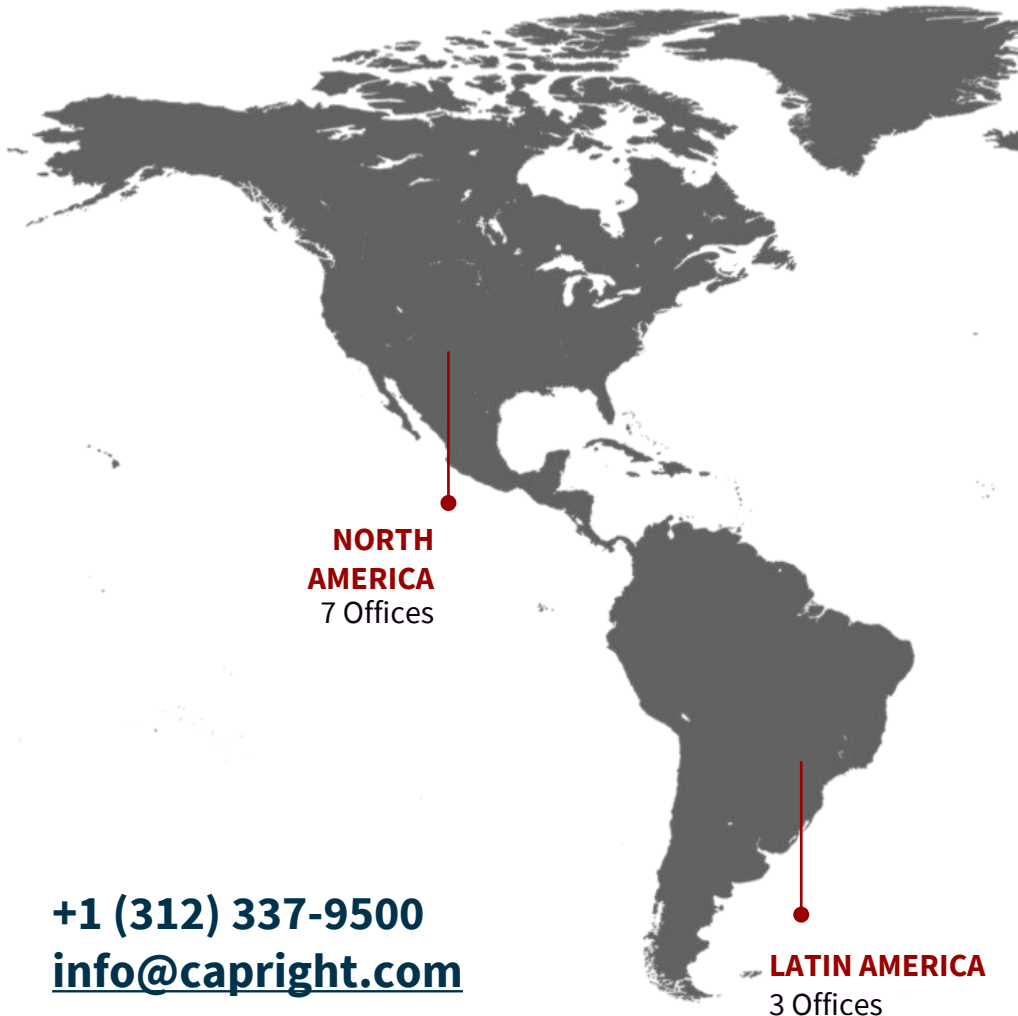 NORTH
AMERICA
7 Offices
+1 (312) 337-9500
info@capright.com
LATIN AMERICA
3 Offices